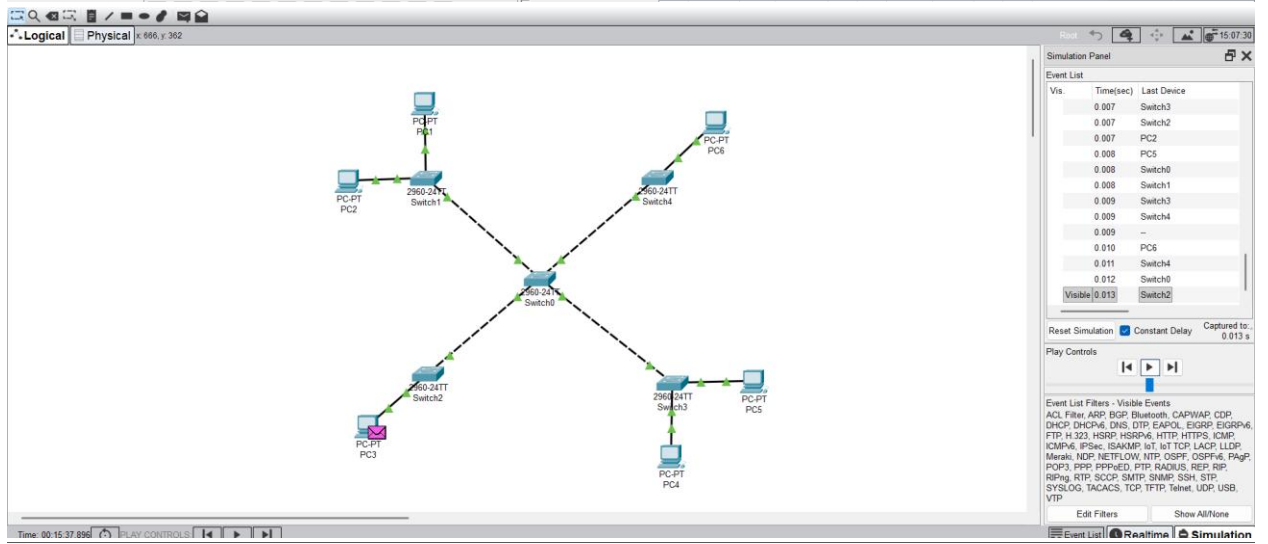 Logical Physical x: 666, y: 362 Root 15:07:30
PC-PT
PC1
PC-PT
PC6
PC-PT
PC2
2960-24TT
Switch1
2960-24TT
Switch4
2960-24TT
Switch0
2960-24TT
Switch2
2960-24TT
Switch3
PC-PT
PC5
PC-PT
PC3
PC-PT
PC4
Simulation Panel
Event List
Vis. Time(sec) Last Device
0.007 Switch3
0.007 Switch2
0.007 PC2
0.008 PC5
0.008 Switch0
0.008 Switch1
0.009 Switch3
0.009 Switch4
0.009 --
0.010 PC6
0.011 Switch4
0.012 Switch0
Visible 0.013 Switch2
Reset Simulation Constant Delay Captured to:
0.013 s
Play Controls
Event List Filters - Visible Events
ACL Filter, ARP, BGP, Bluetooth, CAPWAP, CDP,
DHCP, DHCPv6, DNS, DTP, EAPOL, EIGRP, EIGRPv6,
FTP, H.323, HSRP, HSRPv6, HTTP, HTTPS, ICMP,
ICMPv6, IPSec, ISAKMP, IoT, IoT TCP, LACP, LLDP,
Meraki, NDP, NETFLOW, NTP, OSPF, OSPFv6, PAgP,
POP3, PPP, PPPoED, PTP, RADIUS, REP, RIP,
RIPng, RTP, SCCP, SMTP, SNMP, SSH, STP,
SYSLOG, TACACS, TCP, TFTP, Telnet, UDP, USB,
VTP
Edit Filters Show All/None
Time: 00:15:37.896 PLAY CONTROLS: Event List Realtime Simulation